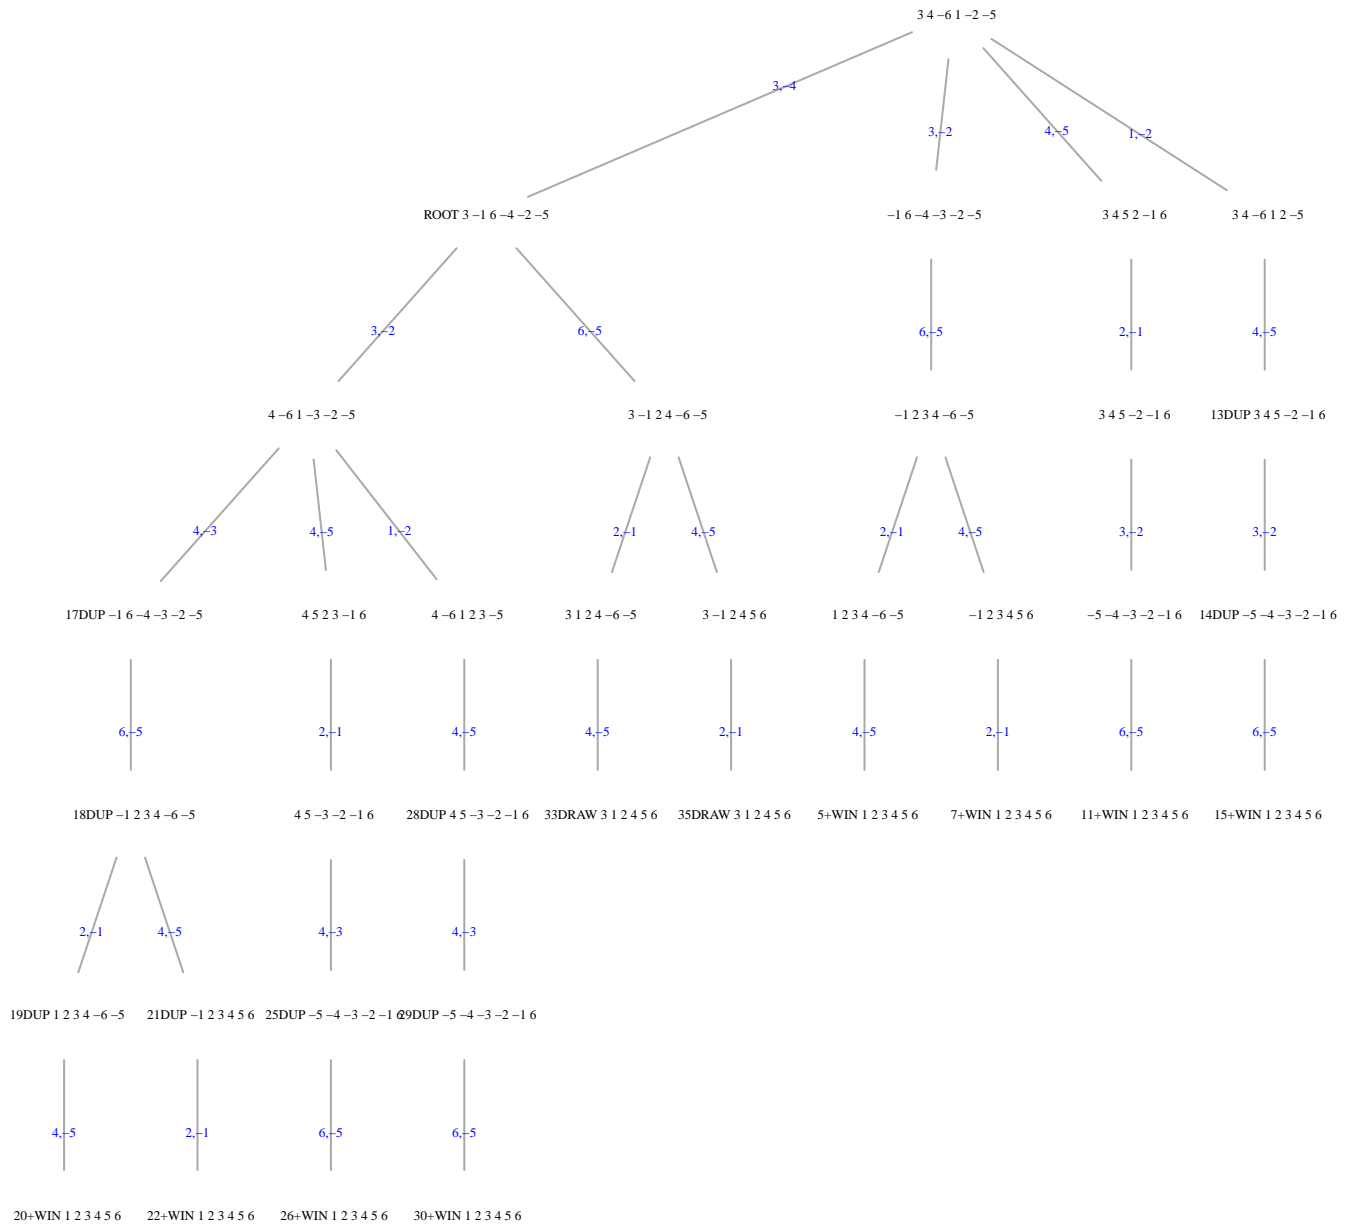 3 4 −6 1 −2 −5
3,−4
3,−2
4,−5
1,−2
ROOT 3 −1 6 −4 −2 −5
−1 6 −4 −3 −2 −5
3 4 5 2 −1 6
3 4 −6 1 2 −5
3,−2
6,−5
6,−5
2,−1
4,−5
4 −6 1 −3 −2 −5
3 −1 2 4 −6 −5
−1 2 3 4 −6 −5
3 4 5 −2 −1 6
13DUP 3 4 5 −2 −1 6
4,−3
4,−5
1,−2
2,−1
4,−5
2,−1
4,−5
3,−2
3,−2
17DUP −1 6 −4 −3 −2 −5
4 5 2 3 −1 6
4 −6 1 2 3 −5
3 1 2 4 −6 −5
3 −1 2 4 5 6
1 2 3 4 −6 −5
−1 2 3 4 5 6
−5 −4 −3 −2 −1 6
14DUP −5 −4 −3 −2 −1 6
6,−5
2,−1
4,−5
4,−5
2,−1
4,−5
2,−1
6,−5
6,−5
18DUP −1 2 3 4 −6 −5
4 5 −3 −2 −1 6
28DUP 4 5 −3 −2 −1 6
33DRAW 3 1 2 4 5 6
35DRAW 3 1 2 4 5 6
5+WIN 1 2 3 4 5 6
7+WIN 1 2 3 4 5 6
11+WIN 1 2 3 4 5 6
15+WIN 1 2 3 4 5 6
2,−1
4,−5
4,−3
4,−3
19DUP 1 2 3 4 −6 −5
21DUP −1 2 3 4 5 6
25DUP −5 −4 −3 −2 −1 6
29DUP −5 −4 −3 −2 −1 6
4,−5
2,−1
6,−5
6,−5
20+WIN 1 2 3 4 5 6
22+WIN 1 2 3 4 5 6
26+WIN 1 2 3 4 5 6
30+WIN 1 2 3 4 5 6